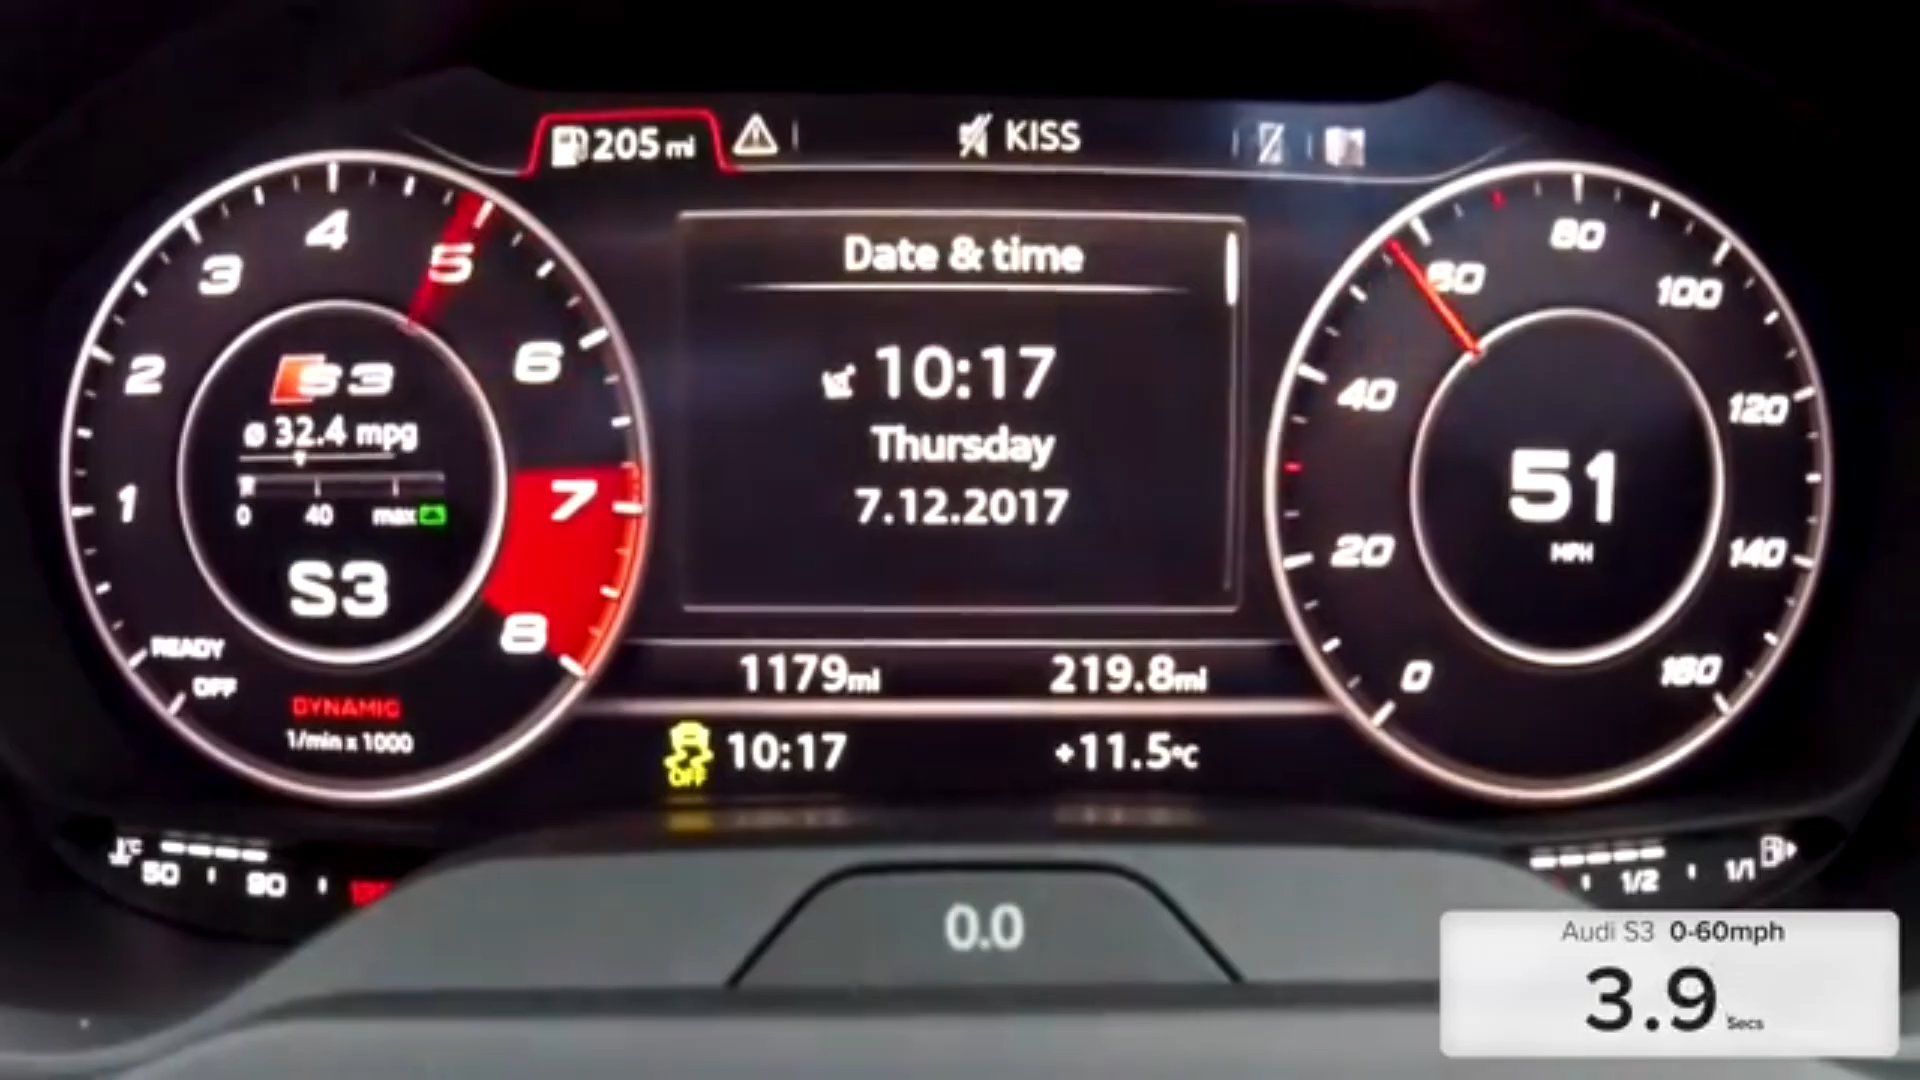 205 mi
KISS
Date & time
10:17
Thursday
7.12.2017
1
2
3
4
5
6
7
8
S3
ø 32.4 mpg
0 40 max
S3
READY
OFF
DYNAMIC
1/min x 1000
0
20
40
60
80
100
120
140
160
51
MPH
1179mi 219.8mi
OFF 10:17 +11.5°C
°C
50 90
1/2 1/1
0.0
Audi S3 0-60mph
3.9 Secs